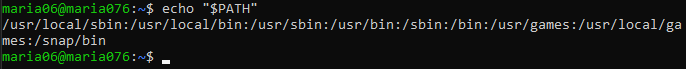 maria06@maria076:~$ echo "$PATH"
/usr/local/sbin:/usr/local/bin:/usr/sbin:/usr/bin:/sbin:/bin:/usr/games:/usr/local/ga
mes:/snap/bin
maria06@maria076:~$